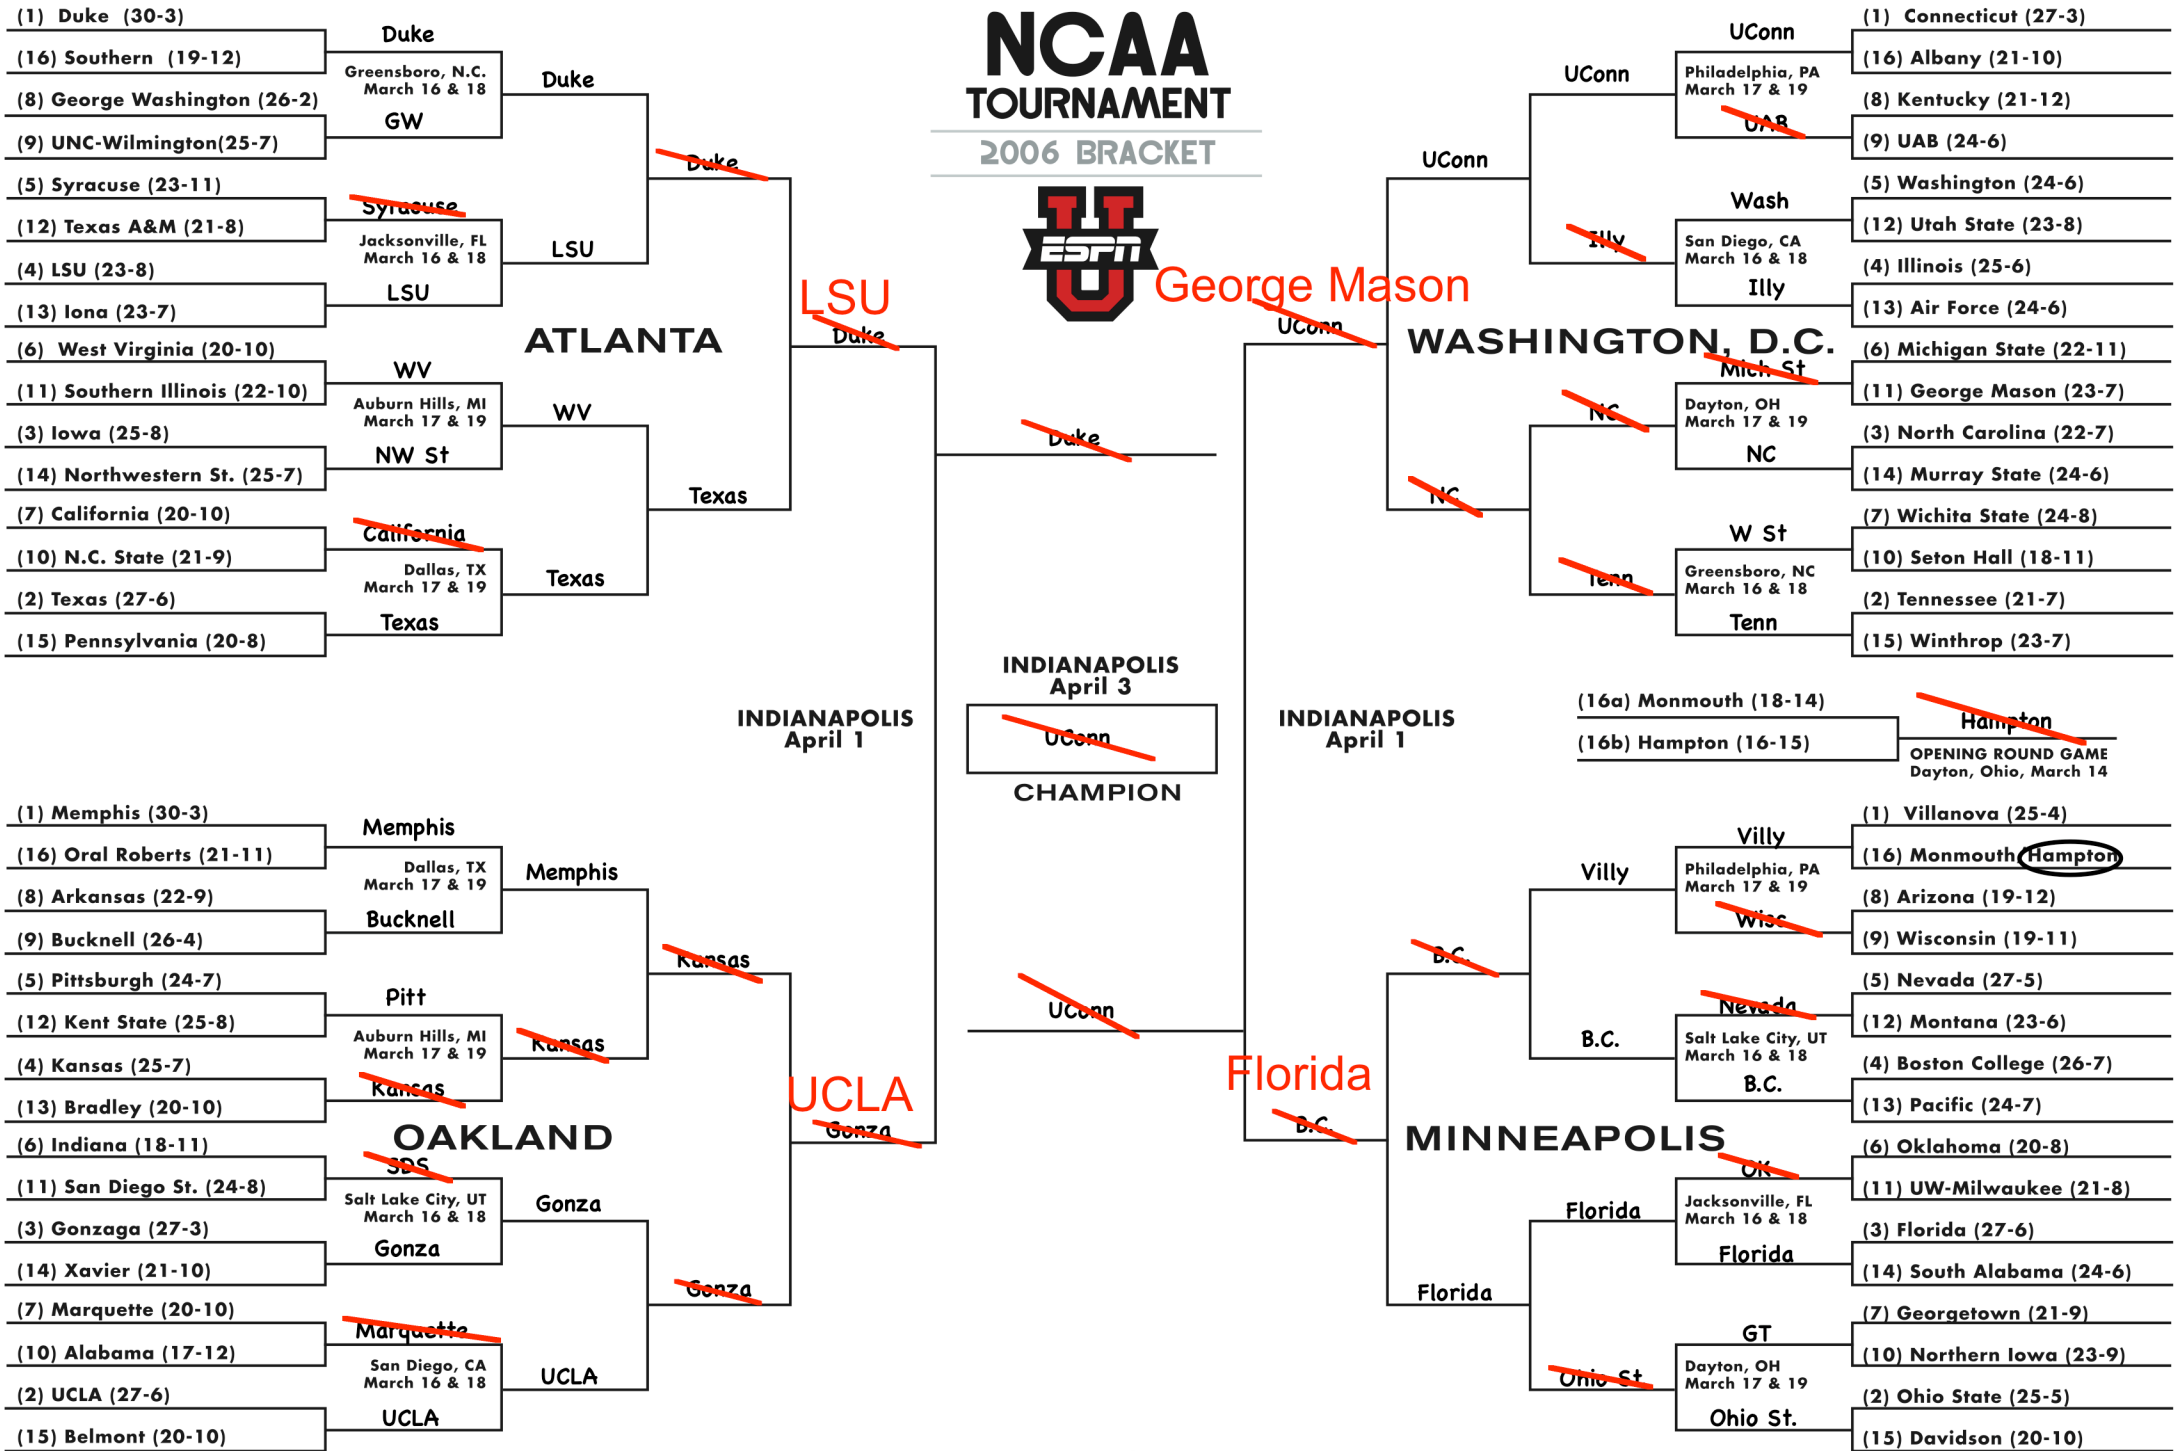 NCAA
TOURNAMENT
2006 BRACKET
ESPN
U
(1) Duke (30-3)
(16) Southern (19-12)
(8) George Washington (26-2)
(9) UNC-Wilmington(25-7)
(5) Syracuse (23-11)
(12) Texas A&M (21-8)
(4) LSU (23-8)
(13) Iona (23-7)
(6) West Virginia (20-10)
(11) Southern Illinois (22-10)
(3) Iowa (25-8)
(14) Northwestern St. (25-7)
(7) California (20-10)
(10) N.C. State (21-9)
(2) Texas (27-6)
(15) Pennsylvania (20-8)
Duke
Greensboro, N.C.
March 16 & 18
GW
Syracuse
Jacksonville, FL
March 16 & 18
LSU
WV
Auburn Hills, MI
March 17 & 19
NW St
California
Dallas, TX
March 17 & 19
Texas
Duke
LSU
WV
Texas
Duke
Texas
ATLANTA
LSU
Duke
Duke
INDIANAPOLIS
April 1
(1) Memphis (30-3)
(16) Oral Roberts (21-11)
(8) Arkansas (22-9)
(9) Bucknell (26-4)
(5) Pittsburgh (24-7)
(12) Kent State (25-8)
(4) Kansas (25-7)
(13) Bradley (20-10)
(6) Indiana (18-11)
(11) San Diego St. (24-8)
(3) Gonzaga (27-3)
(14) Xavier (21-10)
(7) Marquette (20-10)
(10) Alabama (17-12)
(2) UCLA (27-6)
(15) Belmont (20-10)
Memphis
Dallas, TX
March 17 & 19
Bucknell
Pitt
Auburn Hills, MI
March 17 & 19
Kansas
SDS
Salt Lake City, UT
March 16 & 18
Gonza
Marquette
San Diego, CA
March 16 & 18
UCLA
Memphis
Kansas
Gonza
UCLA
Kansas
Gonza
OAKLAND
UCLA
Gonza
INDIANAPOLIS
April 3
UConn
CHAMPION
UConn
(1) Connecticut (27-3)
(16) Albany (21-10)
(8) Kentucky (21-12)
(9) UAB (24-6)
(5) Washington (24-6)
(12) Utah State (23-8)
(4) Illinois (25-6)
(13) Air Force (24-6)
(6) Michigan State (22-11)
(11) George Mason (23-7)
(3) North Carolina (22-7)
(14) Murray State (24-6)
(7) Wichita State (24-8)
(10) Seton Hall (18-11)
(2) Tennessee (21-7)
(15) Winthrop (23-7)
UConn
Philadelphia, PA
March 17 & 19
UAB
Wash
San Diego, CA
March 16 & 18
Illy
Mich St
Dayton, OH
March 17 & 19
NC
W St
Greensboro, NC
March 16 & 18
Tenn
UConn
Illy
NC
Tenn
UConn
NC
WASHINGTON, D.C.
George Mason
UConn
INDIANAPOLIS
April 1
(16a) Monmouth (18-14)
(16b) Hampton (16-15)
Hampton
OPENING ROUND GAME
Dayton, Ohio, March 14
(1) Villanova (25-4)
(16) Monmouth/Hampton
(8) Arizona (19-12)
(9) Wisconsin (19-11)
(5) Nevada (27-5)
(12) Montana (23-6)
(4) Boston College (26-7)
(13) Pacific (24-7)
(6) Oklahoma (20-8)
(11) UW-Milwaukee (21-8)
(3) Florida (27-6)
(14) South Alabama (24-6)
(7) Georgetown (21-9)
(10) Northern Iowa (23-9)
(2) Ohio State (25-5)
(15) Davidson (20-10)
Villy
Philadelphia, PA
March 17 & 19
Wisc
Nevada
Salt Lake City, UT
March 16 & 18
B.C.
OK
Jacksonville, FL
March 16 & 18
Florida
GT
Dayton, OH
March 17 & 19
Ohio St.
Villy
B.C.
Florida
Ohio St
B.C.
Florida
MINNEAPOLIS
Florida
B.C.